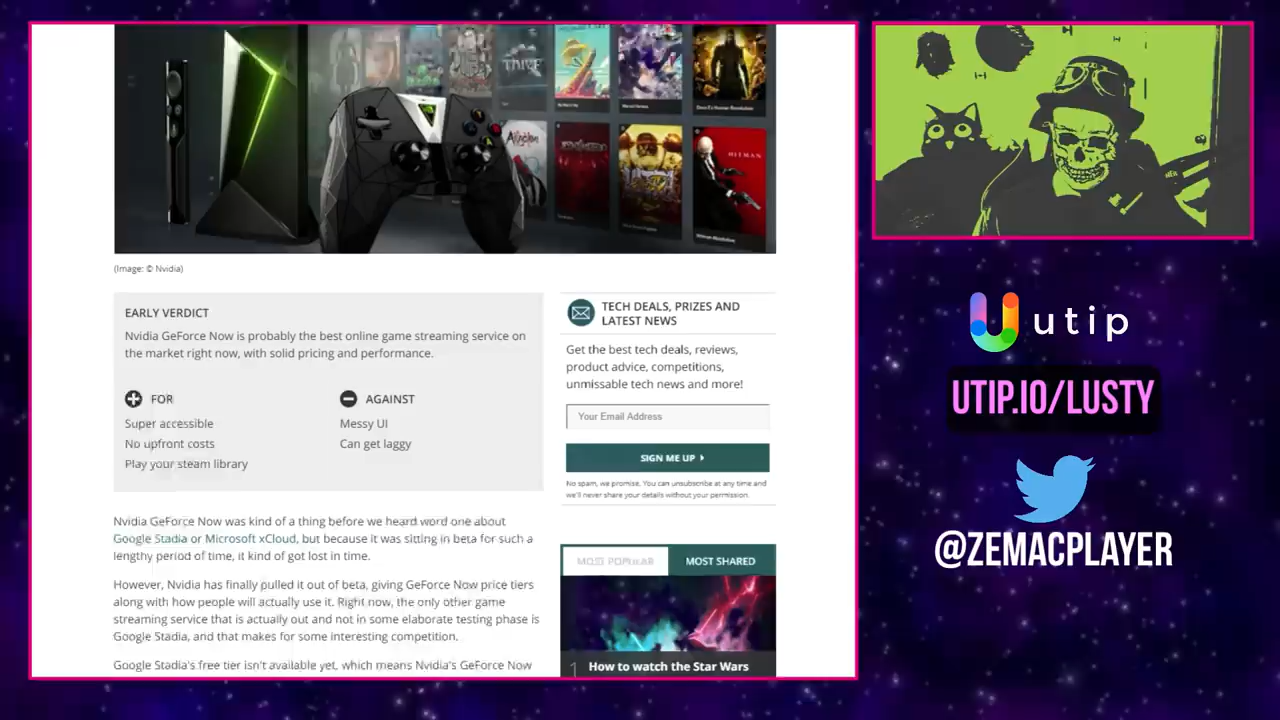 THIEF
HITMAN
(Image: © Nvidia)
EARLY VERDICT
Nvidia GeForce Now is probably the best online game streaming service on
the market right now, with solid pricing and performance.
FOR
Super accessible
No upfront costs
Play your steam library
AGAINST
Messy UI
Can get laggy
Nvidia GeForce Now was kind of a thing before we heard word one about
Google Stadia or Microsoft xCloud, but because it was sitting in beta for such a
lengthy period of time, it kind of got lost in time.
However, Nvidia has finally pulled it out of beta, giving GeForce Now price tiers
along with how people will actually use it. Right now, the only other game
streaming service that is actually out and not in some elaborate testing phase is
Google Stadia, and that makes for some interesting competition.
Google Stadia's free tier isn't available yet, which means Nvidia's GeForce Now
TECH DEALS, PRIZES AND
LATEST NEWS
Get the best tech deals, reviews,
product advice, competitions,
unmissable tech news and more!
Your Email Address
SIGN ME UP
No spam, we promise. You can unsubscribe at any time and
we'll never share your details without your permission.
MOST POPULAR
MOST SHARED
1 How to watch the Star Wars
utip
UTIP.IO/LUSTY
@ZEMACPLAYER